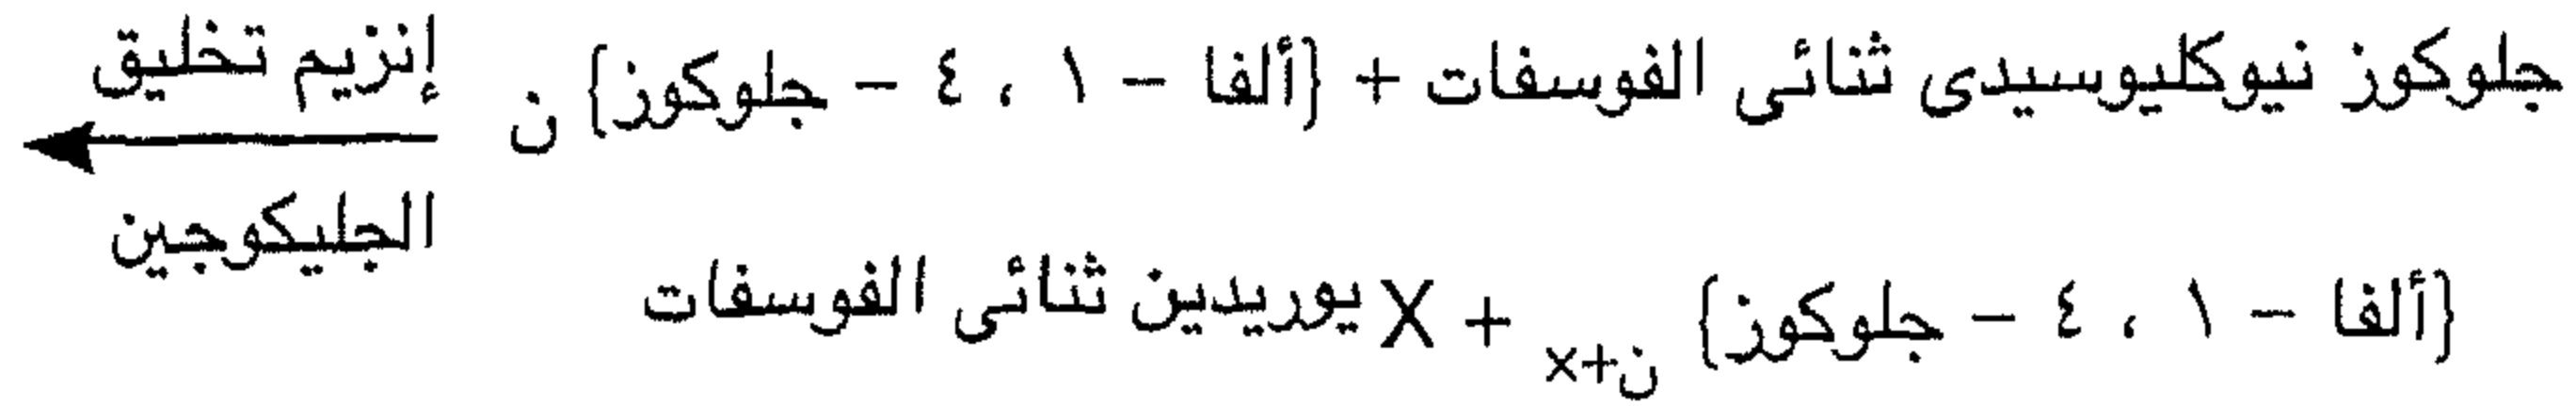 جلوكوز نيوكليوسيدى ثنائى الفوسفات + {ألفا - ١ ، ٤ - جلوكوز} ن
إنزيم تخليق
الجليكوجين
{ألفا - ١ ، ٤ - جلوكوز} ن+x + X يوريدين ثنائى الفوسفات